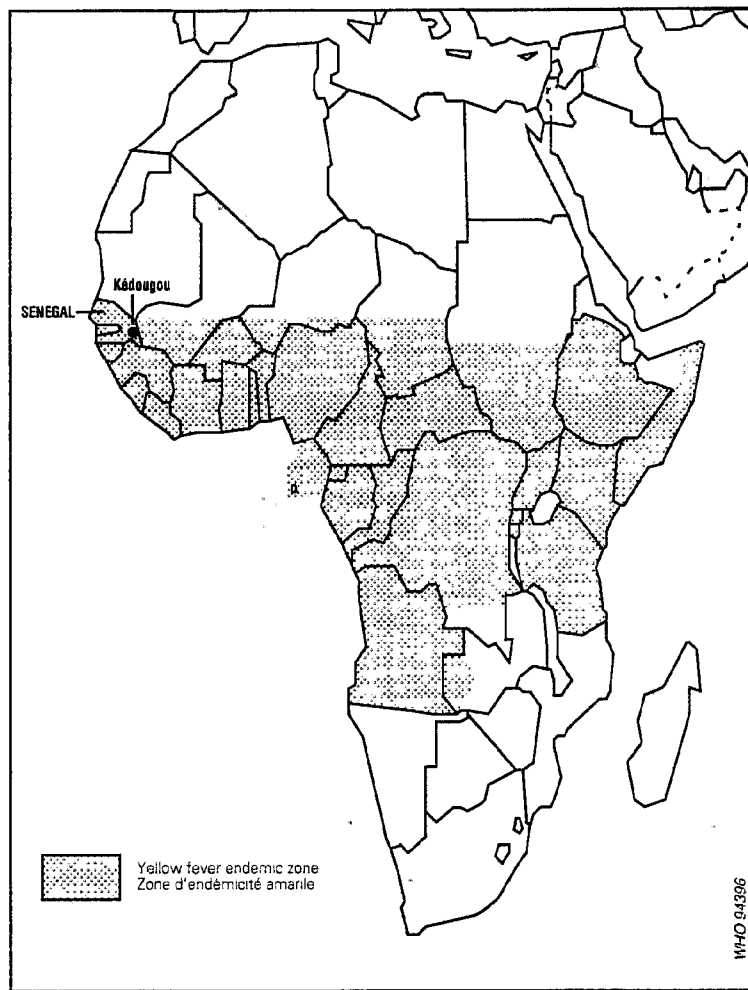 Kédougou
SENEGAL
Yellow fever endemic zone
Zone d'endémicité amarile
WHO 94396